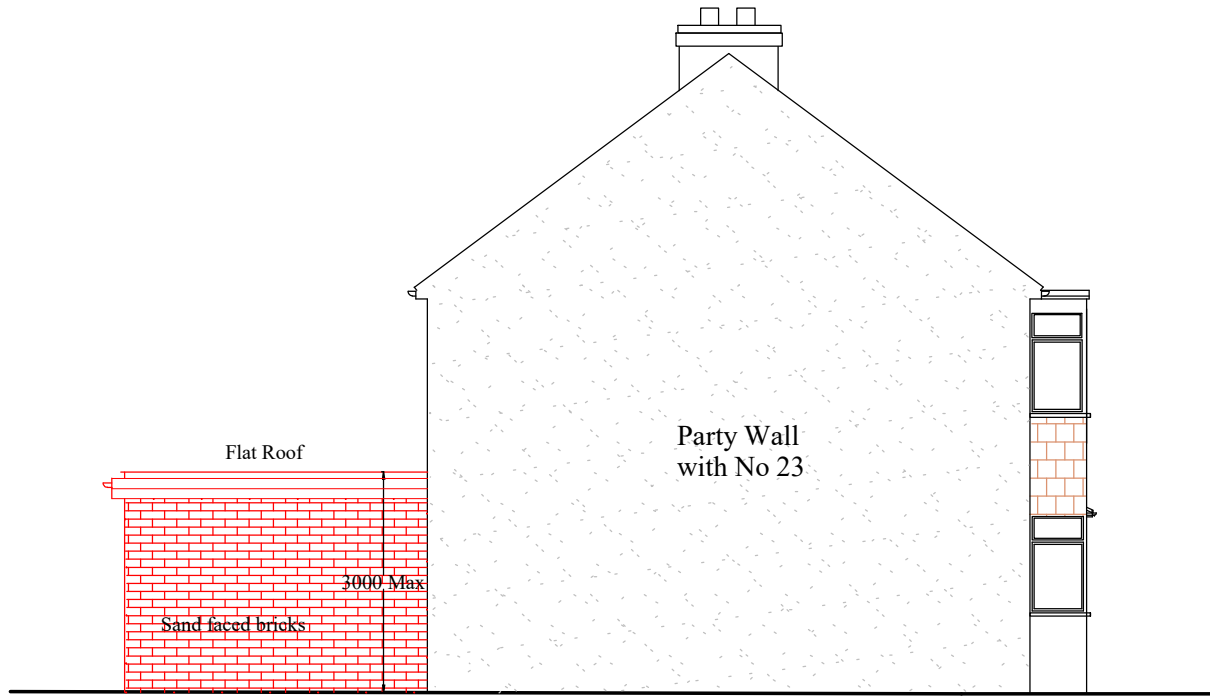 Flat Roof
Party Wall
with No 23
3000 Max
Sand faced bricks